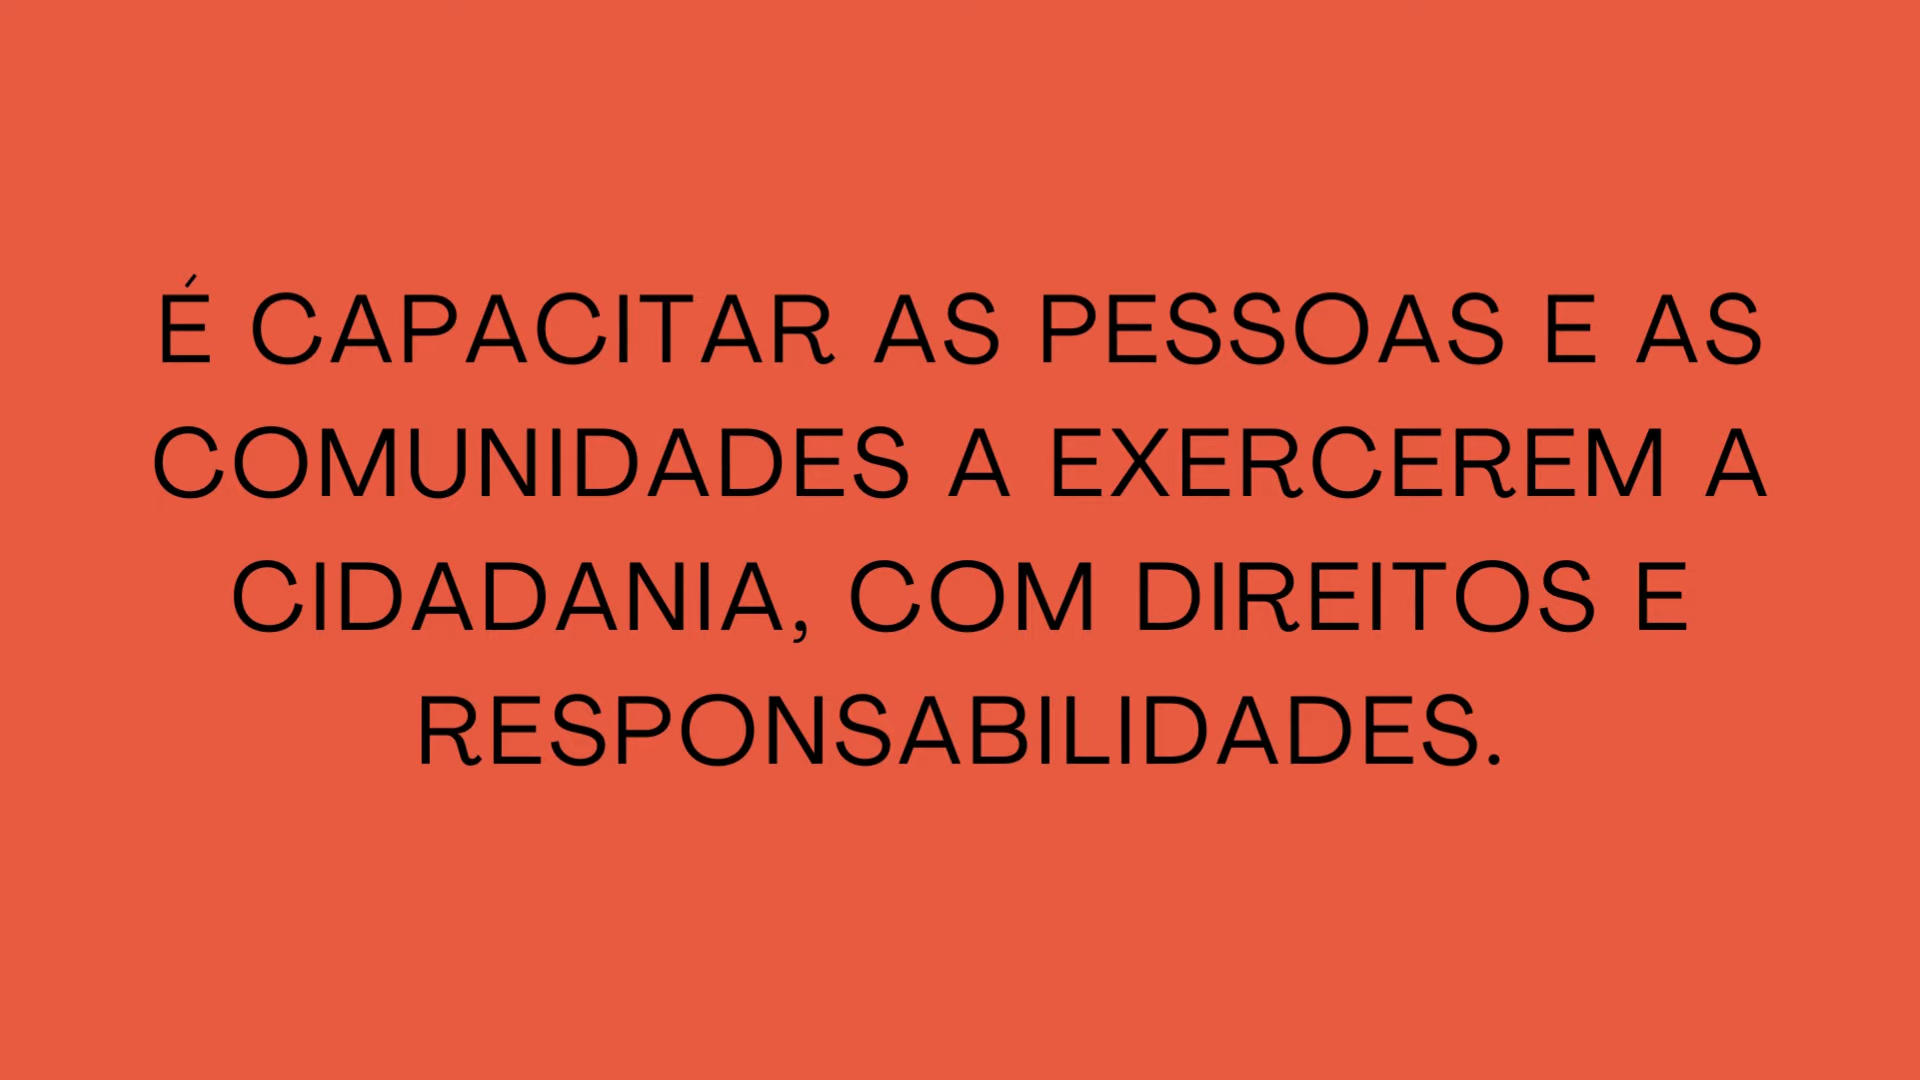 É CAPACITAR AS PESSOAS E AS
COMUNIDADES A EXERCEREM A
CIDADANIA, COM DIREITOS E
RESPONSABILIDADES.